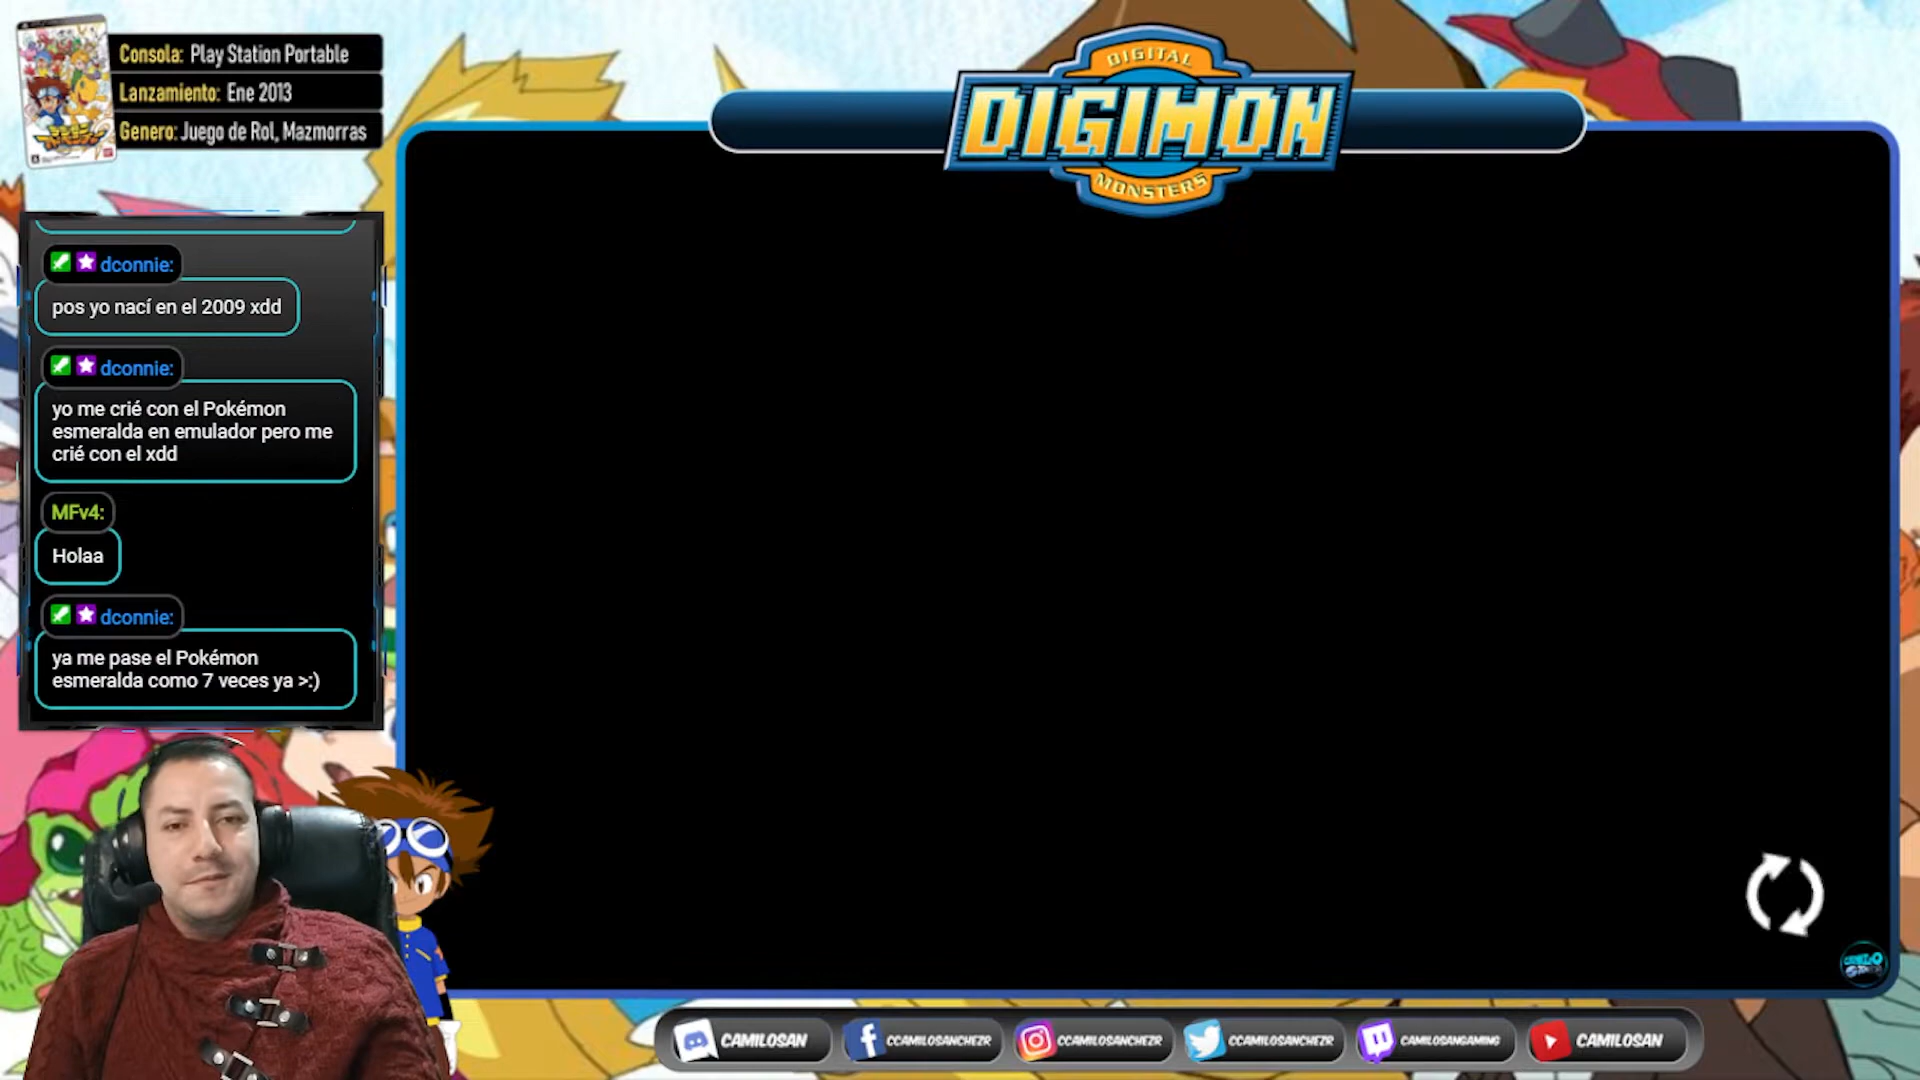 Consola: Play Station Portable
Lanzamiento: Ene 2013
Genero: Juego de Rol, Mazmorras
DIGITAL
DIGIMON
MONSTERS
dconnie:
pos yo nací en el 2009 xdd
dconnie:
yo me crié con el Pokémon
esmeralda en emulador pero me
crié con el xdd
MFv4:
Holaa
dconnie:
ya me pase el Pokémon
esmeralda como 7 veces ya >:)
CAMILOSAN
CCAMILOSANCHEZR
CCAMILOSANCHEZR
CCAMILOSANCHEZR
CAMILOSANGAMING
CAMILOSAN